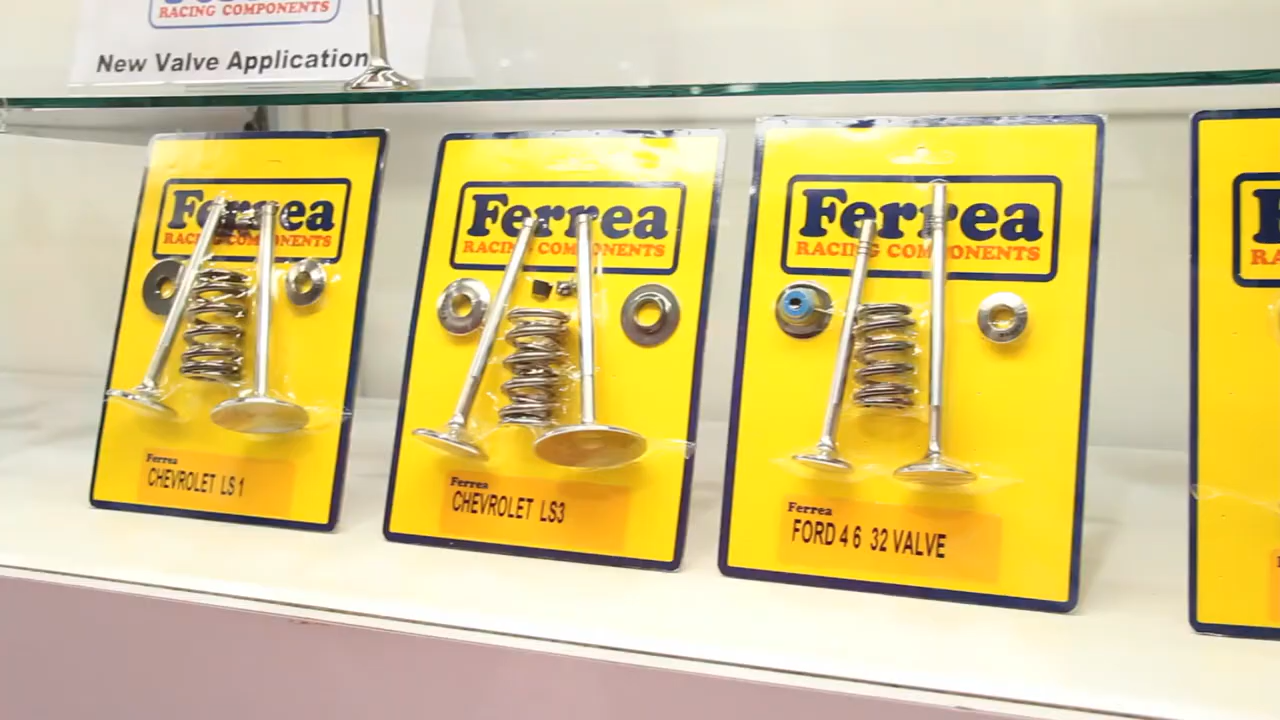 RACING COMPONENTS
New Valve Application
Ferrea
RACING COMPONENTS
Ferrea
CHEVROLET LS1
Ferrea
RACING COMPONENTS
Ferrea
CHEVROLET LS3
Ferrea
RACING COMPONENTS
Ferrea
FORD 4 6 32 VALVE